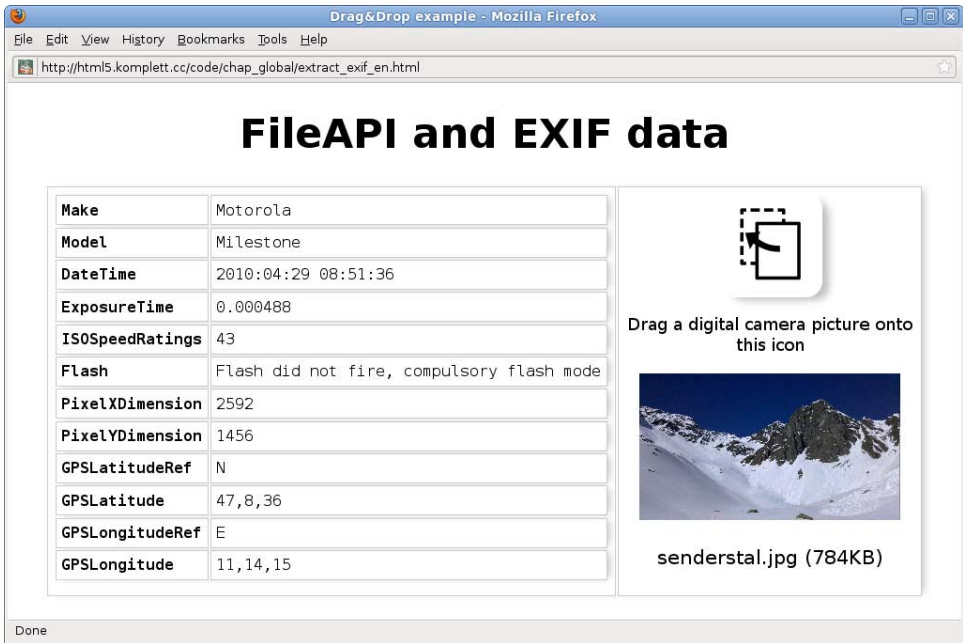 Drag&Drop example - Mozilla Firefox
File Edit View History Bookmarks Tools Help
http://html5.komplett.cc/code/chap_global/extract_exif_en.html
FileAPI and EXIF data
Make Motorola
Model Milestone
DateTime 2010:04:29 08:51:36
ExposureTime 0.000488
ISOSpeedRatings 43
Flash Flash did not fire, compulsory flash mode
PixelXDimension 2592
PixelYDimension 1456
GPSLatitudeRef N
GPSLatitude 47,8,36
GPSLongitudeRef E
GPSLongitude 11,14,15
Drag a digital camera picture onto
this icon
senderstal.jpg (784KB)
Done